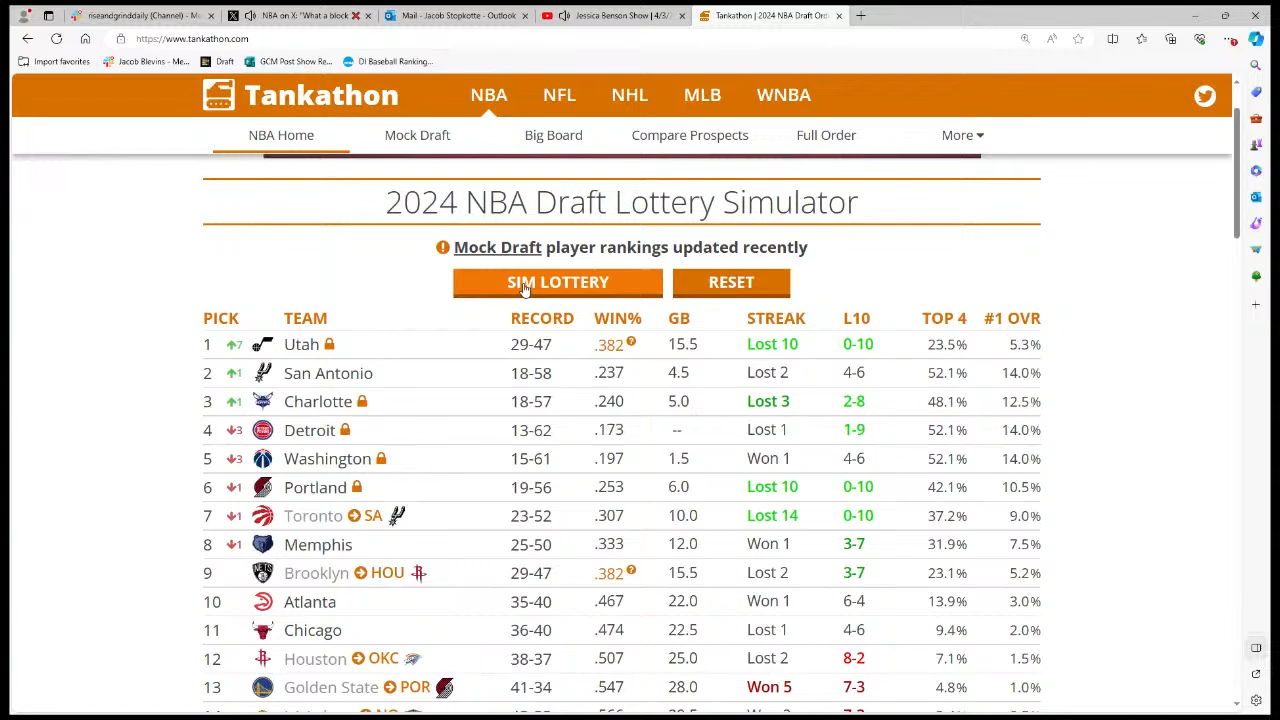 riseandgrinddaily (Channel) - M...
NBA on X: "What a block
Mail - Jacob Stopkotte - Outlook
Jessica Benson Show | 4/3/
Tankathon | 2024 NBA Draft Ord
https://www.tankathon.com
Import favorites
Jacob Blevins - Me...
Draft
GCM Post Show Re...
DI Baseball Ranking...
Tankathon NBA NFL NHL MLB WNBA
NBA Home Mock Draft Big Board Compare Prospects Full Order More
2024 NBA Draft Lottery Simulator
Mock Draft player rankings updated recently
SIM LOTTERY RESET
PICK TEAM RECORD WIN% GB STREAK L10 TOP 4 #1 OVR
1 ↑7 Utah 29-47 .382 ? 15.5 Lost 10 0-10 23.5% 5.3%
2 ↑1 San Antonio 18-58 .237 4.5 Lost 2 4-6 52.1% 14.0%
3 ↑1 Charlotte 18-57 .240 5.0 Lost 3 2-8 48.1% 12.5%
4 ↓3 Detroit 13-62 .173 -- Lost 1 1-9 52.1% 14.0%
5 ↓3 Washington 15-61 .197 1.5 Won 1 4-6 52.1% 14.0%
6 ↓1 Portland 19-56 .253 6.0 Lost 10 0-10 42.1% 10.5%
7 ↓1 Toronto SA 23-52 .307 10.0 Lost 14 0-10 37.2% 9.0%
8 ↓1 Memphis 25-50 .333 12.0 Won 1 3-7 31.9% 7.5%
9 Brooklyn HOU 29-47 .382 ? 15.5 Lost 2 3-7 23.1% 5.2%
10 Atlanta 35-40 .467 22.0 Won 1 6-4 13.9% 3.0%
11 Chicago 36-40 .474 22.5 Lost 1 4-6 9.4% 2.0%
12 Houston OKC 38-37 .507 25.0 Lost 2 8-2 7.1% 1.5%
13 Golden State POR 41-34 .547 28.0 Won 5 7-3 4.8% 1.0%